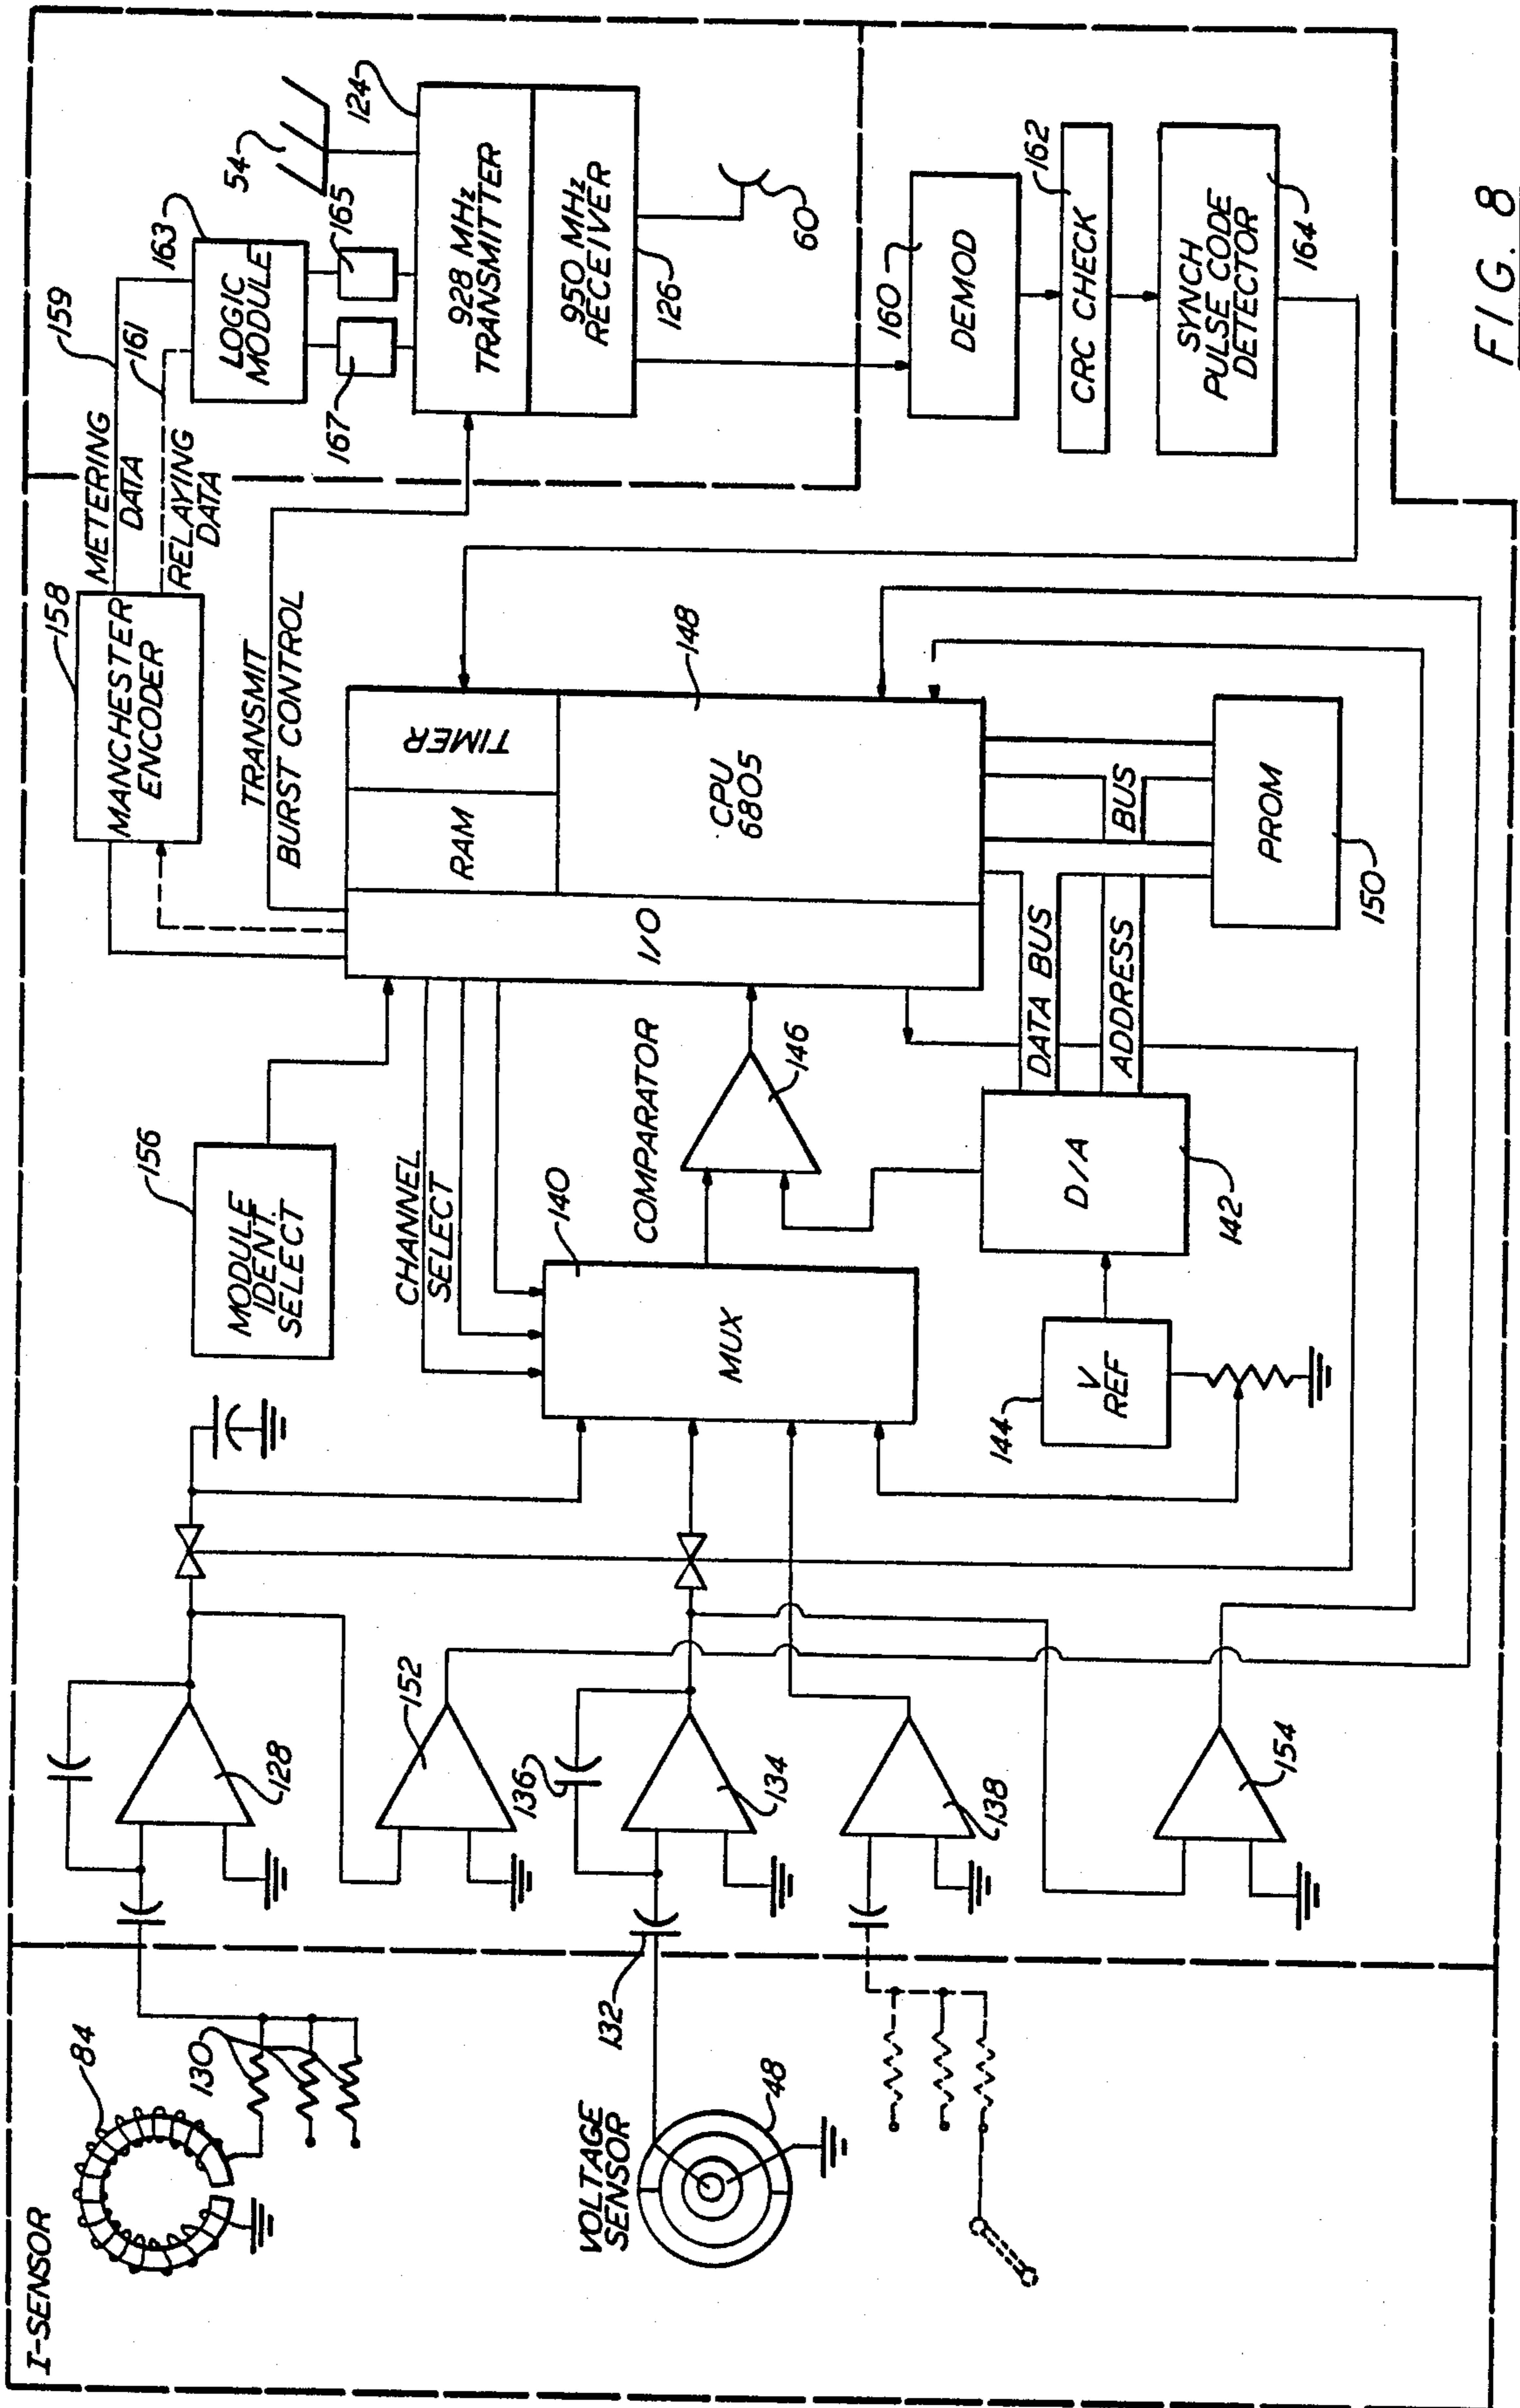 I-SENSOR
84
130
VOLTAGE
SENSOR
48
132
128
152
136
134
138
154
156
MODULE
IDENT.
SELECT
CHANNEL
SELECT
140
MUX
COMPARATOR
146
144
V
REF
D/A
142
DATA BUS
ADDRESS
BUS
PROM
150
I/O
RAM
TIMER
CPU
6805
148
TRANSMIT
BURST CONTROL
158
MANCHESTER
ENCODER
METERING
DATA
159
161
RELAYING
DATA
163
LOGIC
MODULE
165
167
54
124
928 MHz
TRANSMITTER
950 MHz
RECEIVER
126
60
160
DEMOD
162
CRC CHECK
SYNCH
PULSE CODE
DETECTOR
164
FIG. 8